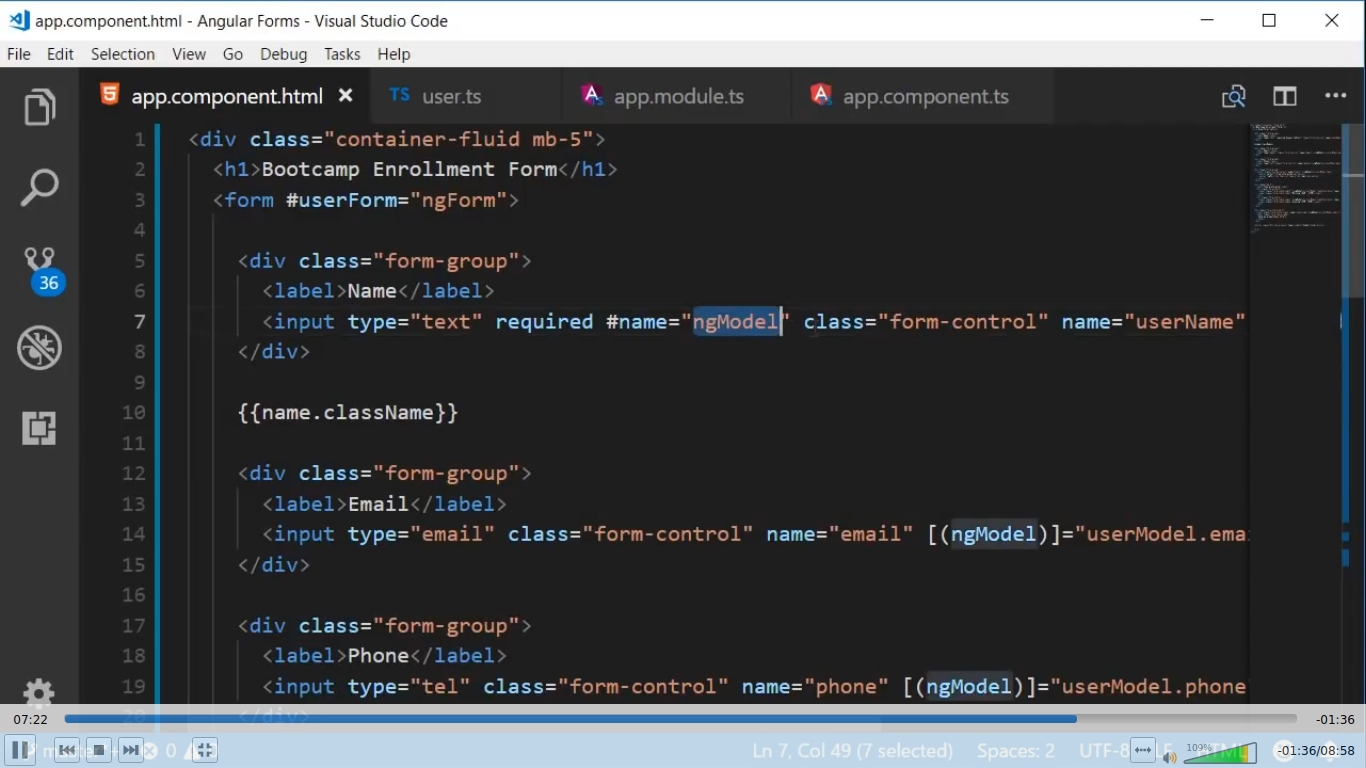 app.component.html - Angular Forms - Visual Studio Code
File Edit Selection View Go Debug Tasks Help
app.component.html TS user.ts app.module.ts app.component.ts
1 <div class="container-fluid mb-5">
2 <h1>Bootcamp Enrollment Form</h1>
3 <form #userForm="ngForm">
4
5 <div class="form-group">
6 <label>Name</label>
7 <input type="text" required #name="ngModel" class="form-control" name="userName"
8 </div>
9
10 {{name.className}}
11
12 <div class="form-group">
13 <label>Email</label>
14 <input type="email" class="form-control" name="email" [(ngModel)]="userModel.emai
15 </div>
16
17 <div class="form-group">
18 <label>Phone</label>
19 <input type="tel" class="form-control" name="phone" [(ngModel)]="userModel.phone
20 </div>
36
07:22 -01:36
0 Ln 7, Col 49 (7 selected) Spaces: 2 UTF-8 HTML 109% -01:36/08:58